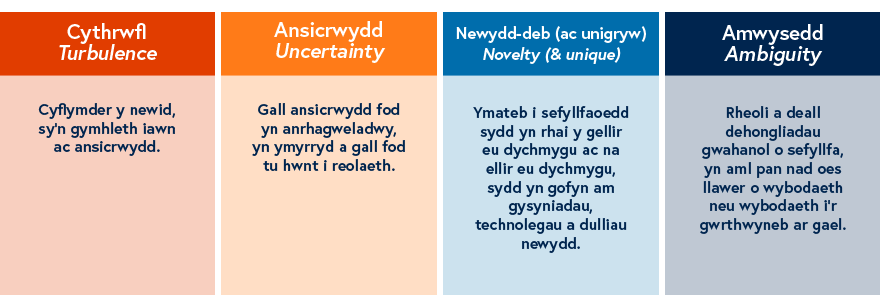 Cythrwfl
Turbulence
Cyflymder y newid,
sy'n gymhleth iawn
ac ansicrwydd.
Ansicrwydd
Uncertainty
Gall ansicrwydd fod
yn anrhagweladwy,
yn ymyrryd a gall fod
tu hwnt i reolaeth.
Newydd-deb (ac unigryw)
Novelty (& unique)
Ymateb i sefyllfaoedd
sydd yn rhai y gellir
eu dychmygu ac na
ellir eu dychmygu,
sydd yn gofyn am
gysyniadau,
technolegau a dulliau
newydd.
Amwysedd
Ambiguity
Rheoli a deall
dehongliadau
gwahanol o sefyllfa,
yn aml pan nad oes
llawer o wybodaeth
neu wybodaeth i'r
gwrthwyneb ar gael.